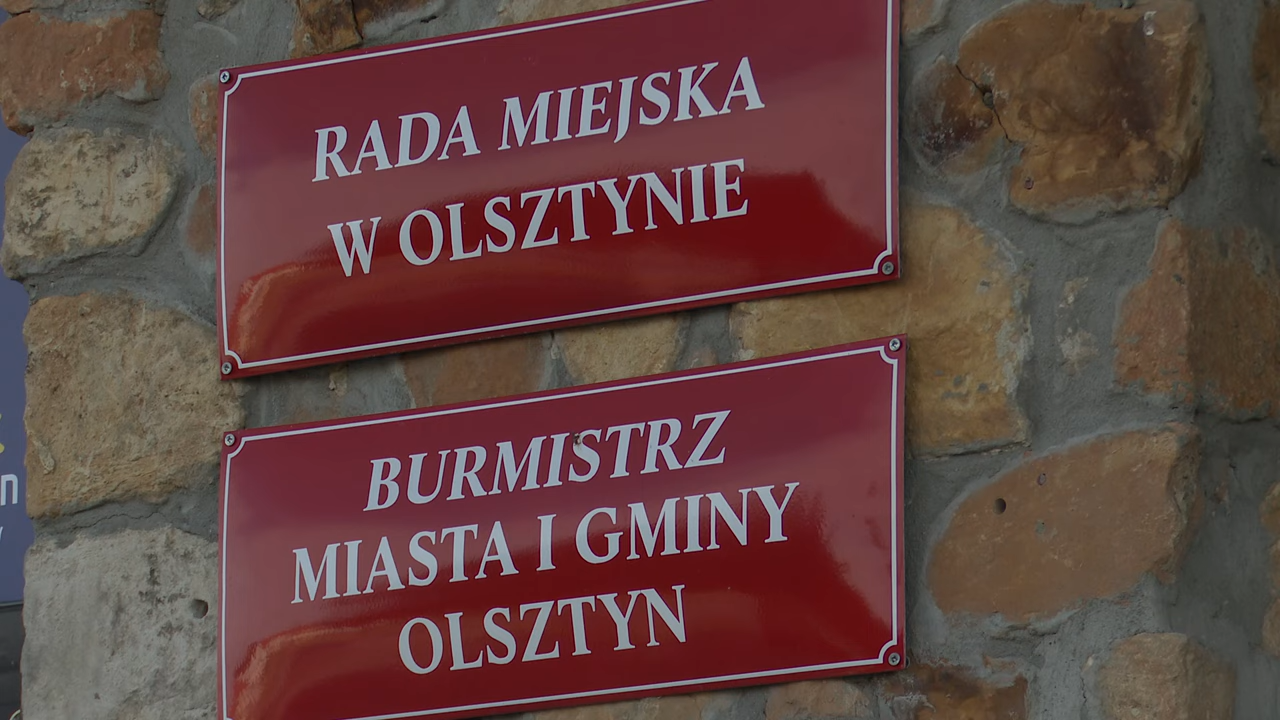 RADA MIEJSKA
W OLSZTYNIE
BURMISTRZ
MIASTA I GMINY
OLSZTYN